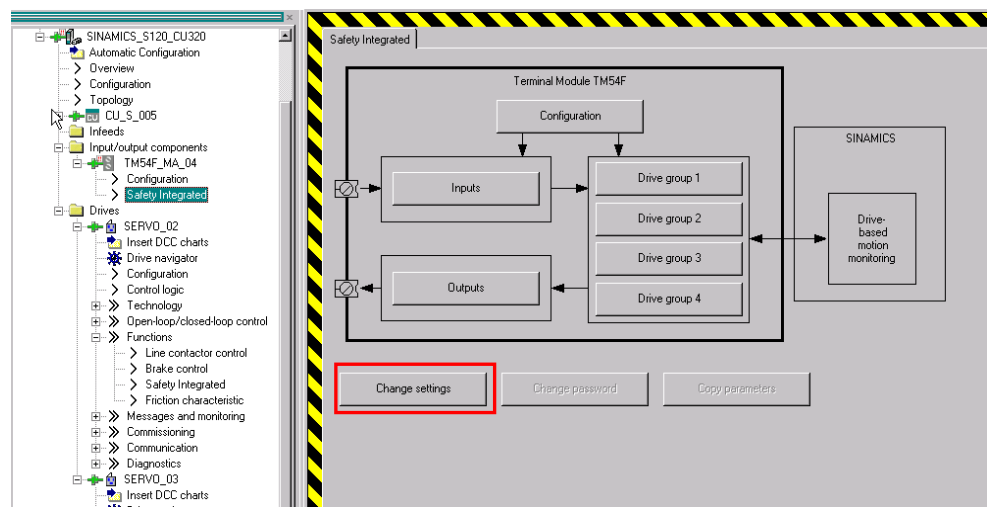 SINAMICS_S120_CU320
Automatic Configuration
Overview
Configuration
Topology
CU_S_005
Infeeds
Input/output components
TM54F_MA_04
Configuration
Safety Integrated
Drives
SERVO_02
Insert DCC charts
Drive navigator
Configuration
Control logic
Technology
Open-loop/closed-loop control
Functions
Line contactor control
Brake control
Safety Integrated
Friction characteristic
Messages and monitoring
Commissioning
Communication
Diagnostics
SERVO_03
Insert DCC charts
Safety Integrated
Terminal Module TM54F
Configuration
Inputs
Outputs
Drive group 1
Drive group 2
Drive group 3
Drive group 4
SINAMICS
Drive-
based
motion
monitoring
Change settings
Change password
Copy parameters